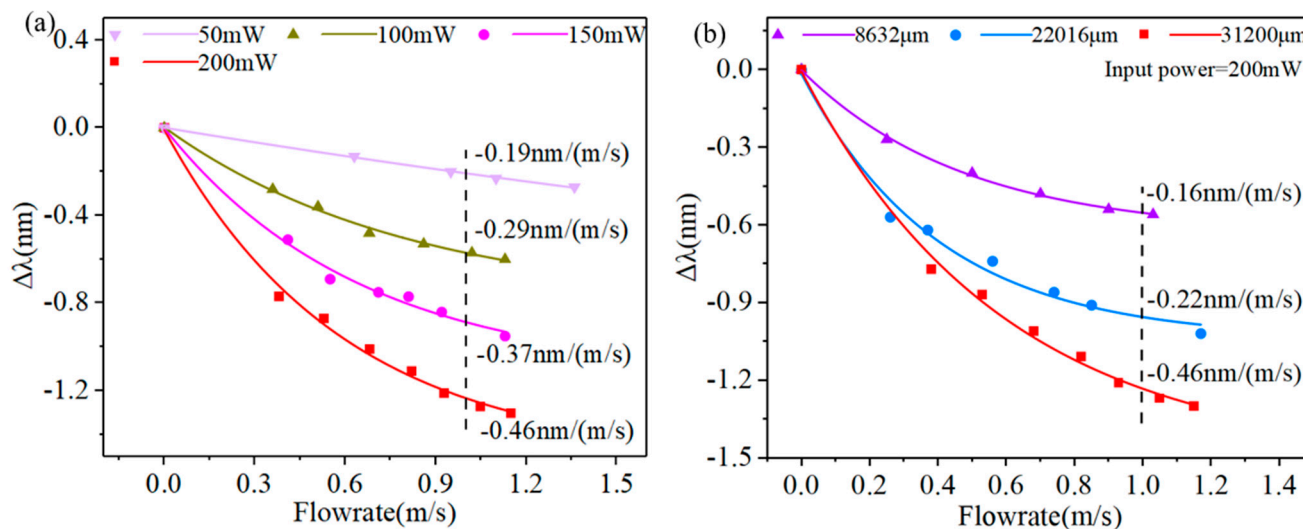 (a)
50mW 100mW 150mW
200mW
0.4
0.0
-0.4
-0.8
-1.2
Δλ(nm)
-0.19nm/(m/s)
-0.29nm/(m/s)
-0.37nm/(m/s)
-0.46nm/(m/s)
0.0 0.3 0.6 0.9 1.2 1.5
Flowrate(m/s)
(b)
8632μm 22016μm 31200μm
Input power=200mW
0.0
-0.3
-0.6
-0.9
-1.2
-1.5
Δλ(nm)
-0.16nm/(m/s)
-0.22nm/(m/s)
-0.46nm/(m/s)
0.0 0.2 0.4 0.6 0.8 1.0 1.2 1.4
Flowrate(m/s)